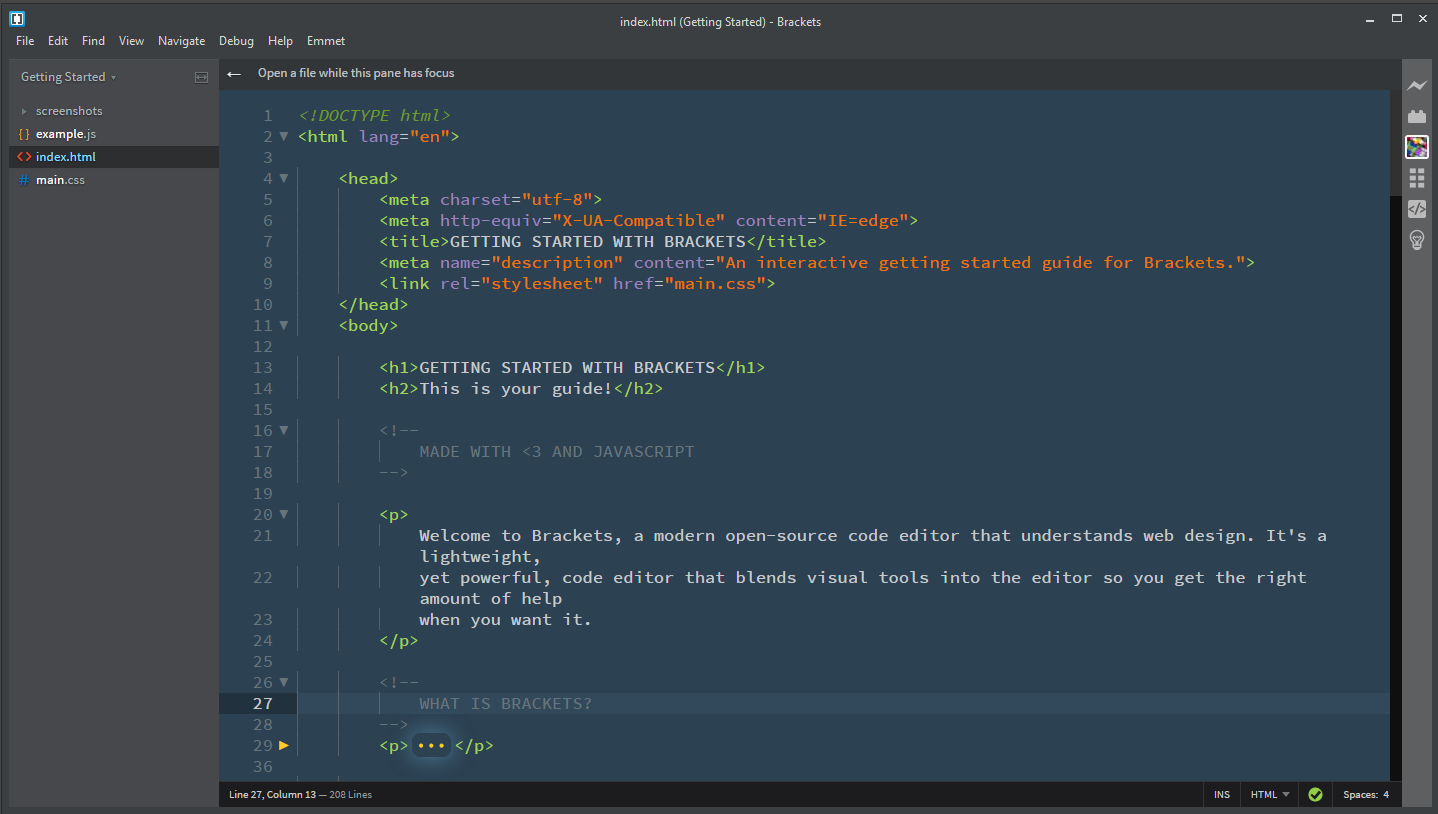 index.html (Getting Started) - Brackets
File Edit Find View Navigate Debug Help Emmet
Getting Started
screenshots
{} example.js
<> index.html
# main.css
← Open a file while this pane has focus
1 <!DOCTYPE html>
2 <html lang="en">
3
4 <head>
5 <meta charset="utf-8">
6 <meta http-equiv="X-UA-Compatible" content="IE=edge">
7 <title>GETTING STARTED WITH BRACKETS</title>
8 <meta name="description" content="An interactive getting started guide for Brackets.">
9 <link rel="stylesheet" href="main.css">
10 </head>
11 <body>
12
13 <h1>GETTING STARTED WITH BRACKETS</h1>
14 <h2>This is your guide!</h2>
15
16 <!--
17 MADE WITH <3 AND JAVASCRIPT
18 -->
19
20 <p>
21 Welcome to Brackets, a modern open-source code editor that understands web design. It's a
lightweight,
22 yet powerful, code editor that blends visual tools into the editor so you get the right
amount of help
23 when you want it.
24 </p>
25
26 <!--
27 WHAT IS BRACKETS?
28 -->
29 <p>•••</p>
36
Line 27, Column 13 — 208 Lines
INS HTML Spaces: 4